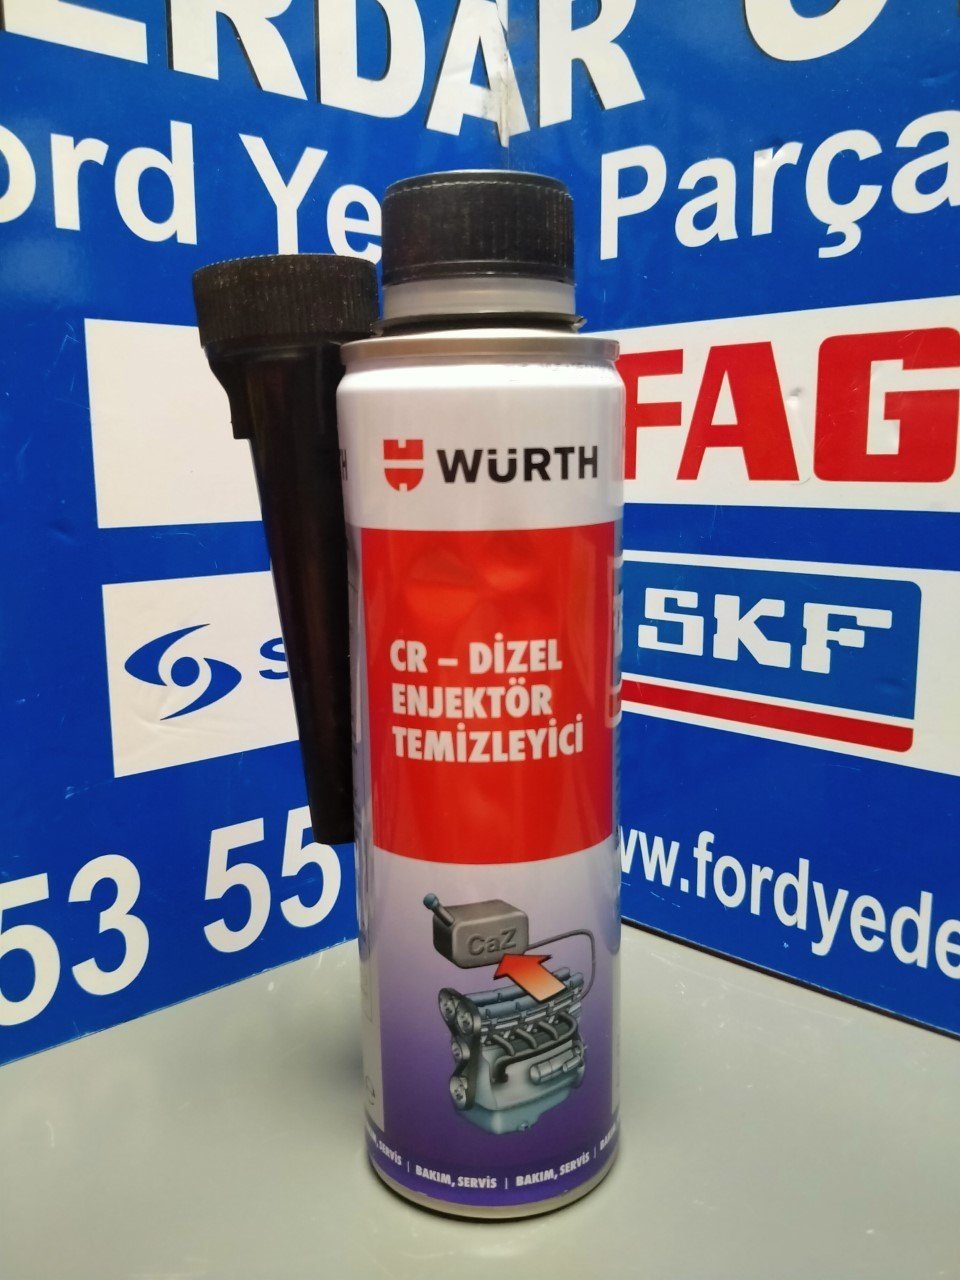 ERDAR O
ord Ye Parça
FAG
WÜRTH
SKF
CR – DİZEL
ENJEKTÖR
TEMİZLEYİCİ
53 55
ww.fordyede
CaZ
SERVİS | BAKIM, SERVİS | BAKIM, SERVİS |